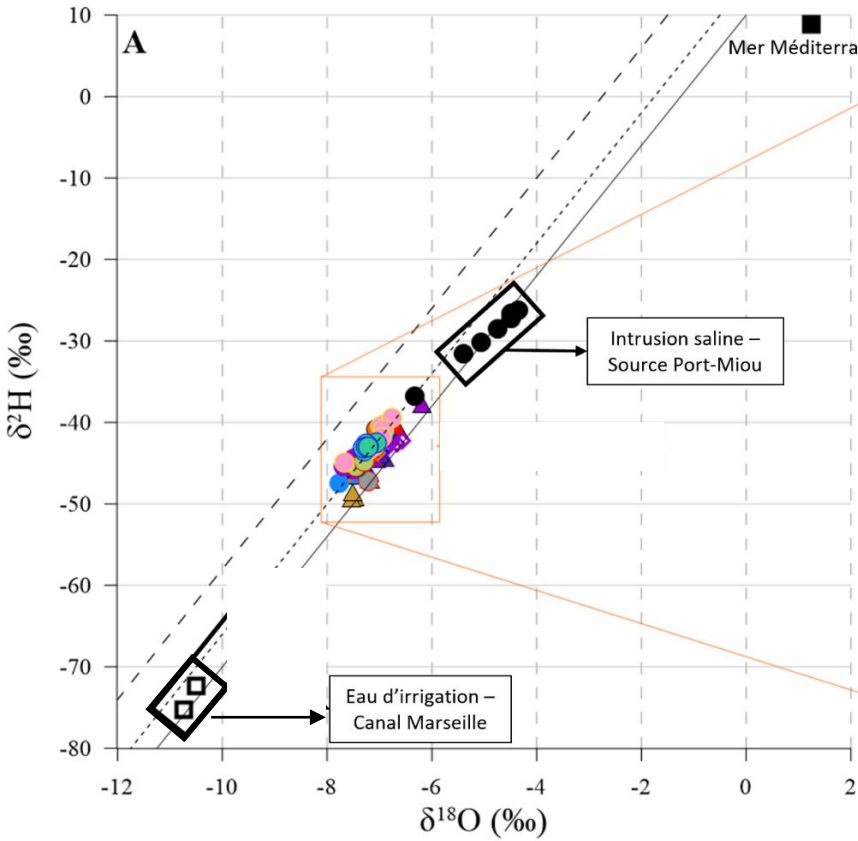 A
10
0
-10
-20
-30
-40
-50
-60
-70
-80
δ²H (‰)
Mer Méditerra
Intrusion saline –
Source Port-Miou
Eau d’irrigation –
Canal Marseille
-12 -10 -8 -6 -4 -2 0 2
δ¹⁸O (‰)